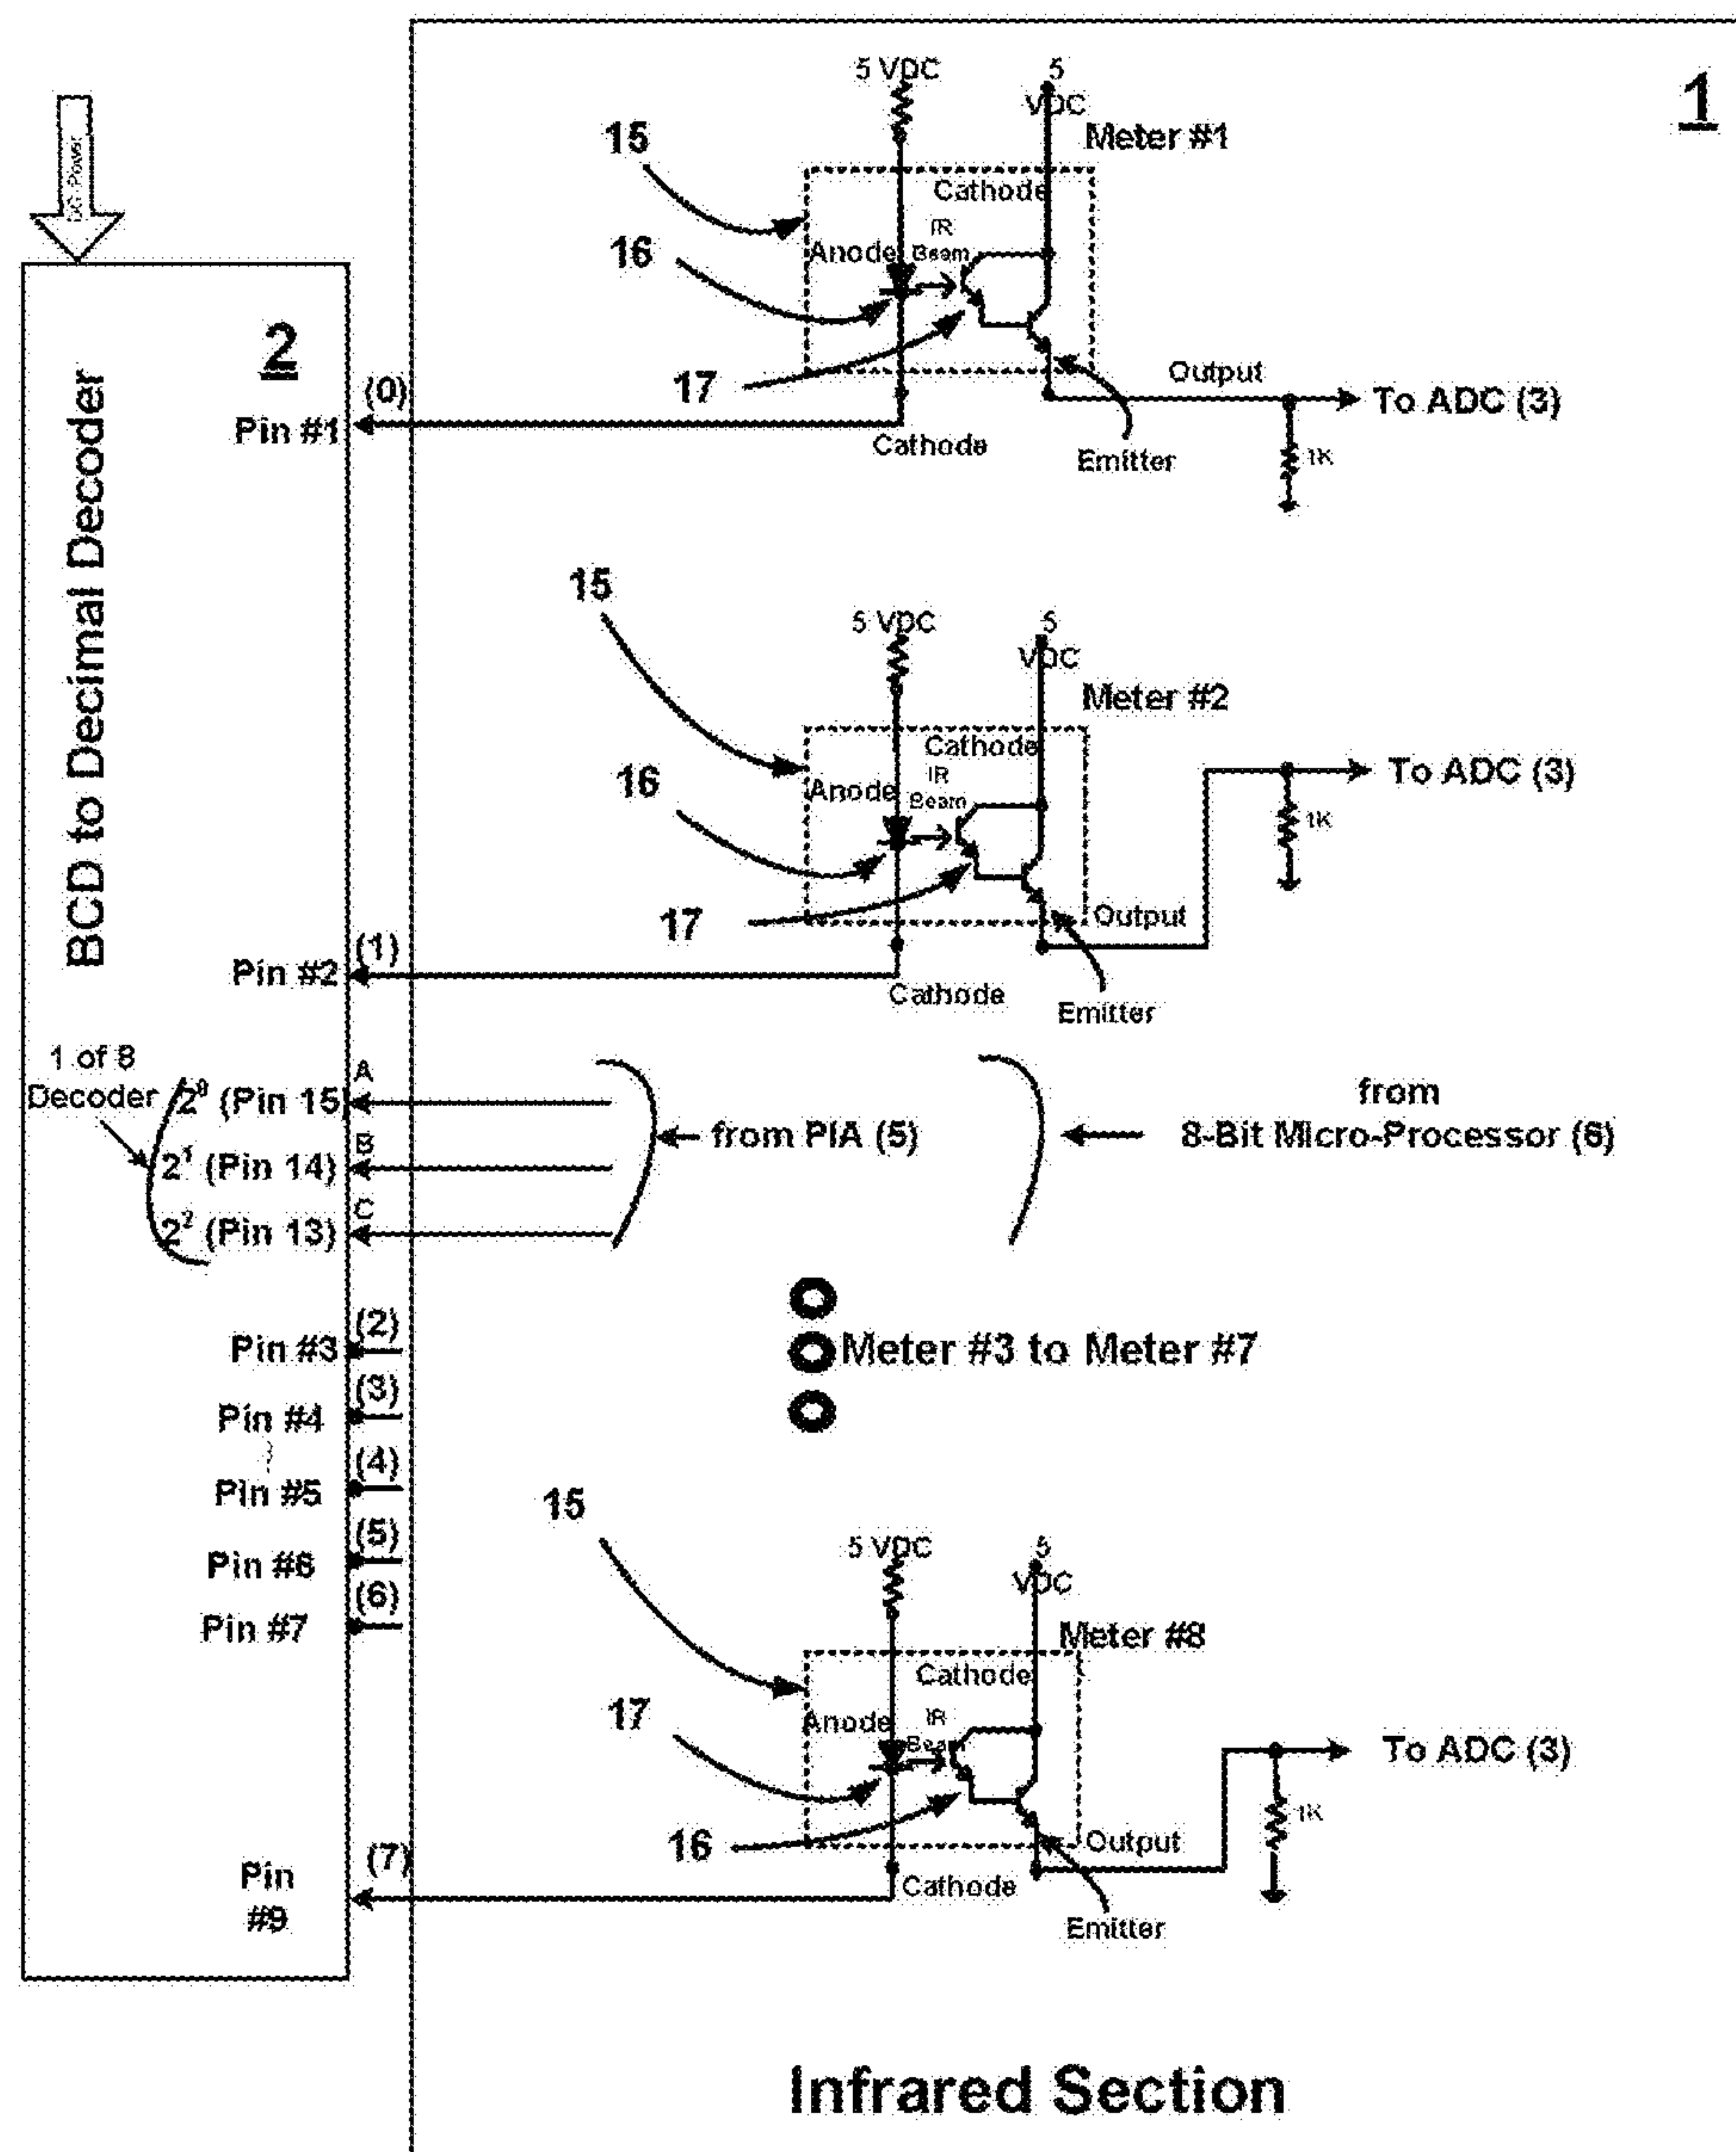 1
5 VDC
5
VDC
Meter #1
15
Cathode
IR
Beam
Anode
16
17
Output
To ADC (3)
1K
Cathode
Emitter
DC Power
2
BCD to Decimal Decoder
(0)
Pin #1
15
5 VDC
5
VDC
Meter #2
Cathode
IR
Beam
Anode
16
17
Output
To ADC (3)
1K
(1)
Pin #2
Cathode
Emitter
1 of 8
Decoder
A
2⁰ (Pin 15)
B
2¹ (Pin 14)
C
2² (Pin 13)
from PIA (5)
from
8-Bit Micro-Processor (6)
(2)
Pin #3
Meter #3 to Meter #7
(3)
Pin #4
(4)
Pin #5
(5)
Pin #6
(6)
Pin #7
15
5 VDC
5
VDC
Meter #8
Cathode
IR
Beam
Anode
17
16
Output
To ADC (3)
1K
(7)
Pin
#9
Cathode
Emitter
Infrared Section